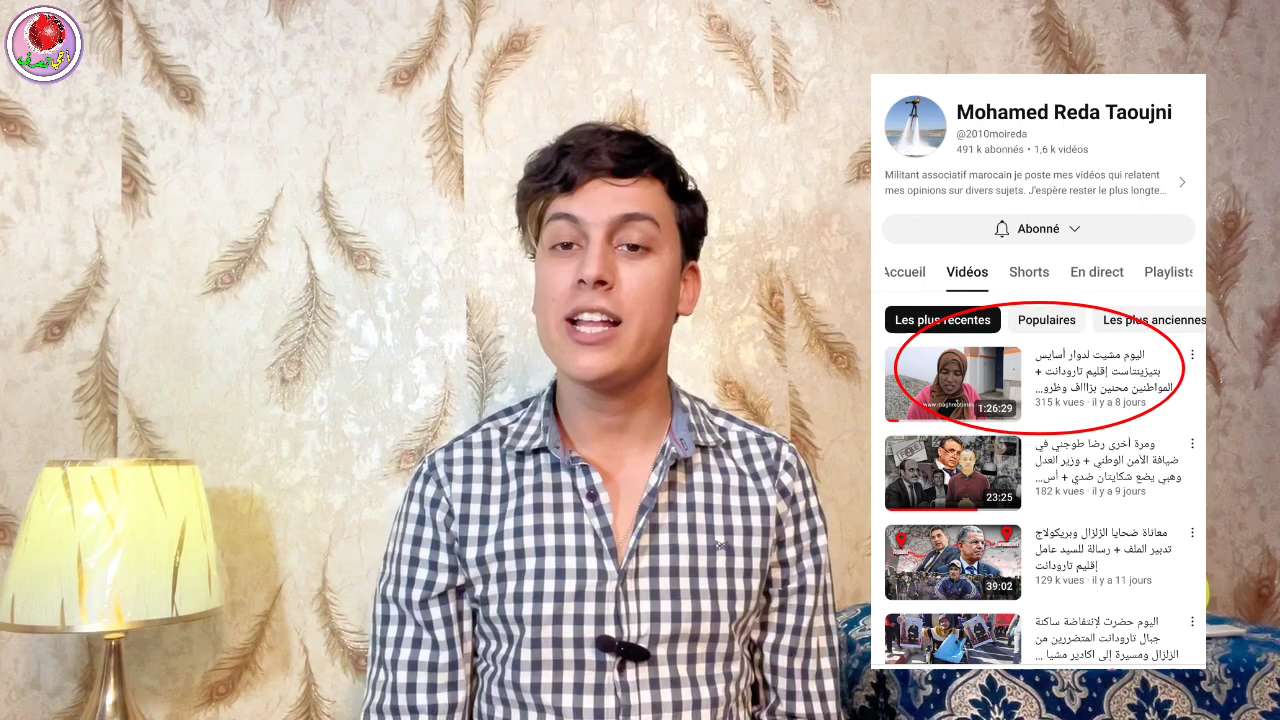 Mohamed Reda Taoujni
@2010moireda
491 k abonnés • 1,6 k vidéos
Militant associatif marocain je poste mes vidéos qui relatent
mes opinions sur divers sujets. J'espère rester le plus longte...
Abonné
Accueil Vidéos Shorts En direct Playlists
Les plus récentes Populaires Les plus anciennes
اليوم مشيت لدوار أسايس
بتيزينتاست إقليم تارودانت +
المواطنين محنين بزااف وظرو...
315 k vues · il y a 8 jours
1:26:29
ومرة أخرى رضا طوجني في
ضيافة الأمن الوطني + وزير العدل
وهبي يضع شكايتان ضدي + أس...
182 k vues · il y a 9 jours
23:25
معاناة ضحايا الزلزال وبريكولاج
تدبير الملف + رسالة للسيد عامل
إقليم تارودانت
129 k vues · il y a 11 jours
39:02
اليوم حضرت لإنتفاضة ساكنة
جبال تارودانت المتضررين من
الزلزال ومسيرة إلى اكادير مشيا ...